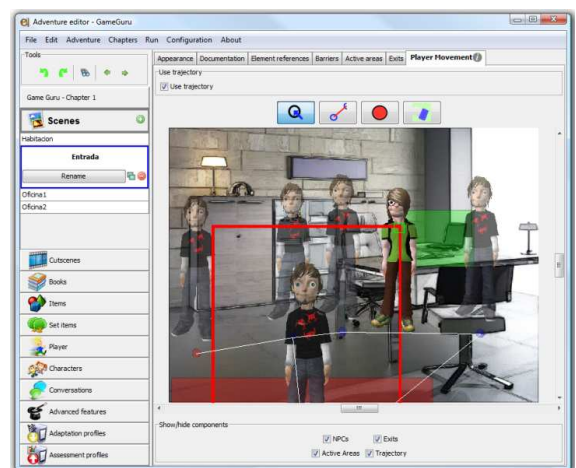 Adventure editor - GameGuru
File Edit Adventure Chapters Run Configuration About
Tools
Appearance Documentation Element references Barriers Active areas Exits Player Movement
Use trajectory
Use trajectory
Game Guru - Chapter 1
Scenes
Habitacion
Entrada
Rename
Oficina1
Oficina2
Cutscenes
Books
Items
Set items
Player
Characters
Conversations
Advanced features
Adaptation profiles
Assessment profiles
Show/hide components
NPCs Exits
Active Areas Trajectory